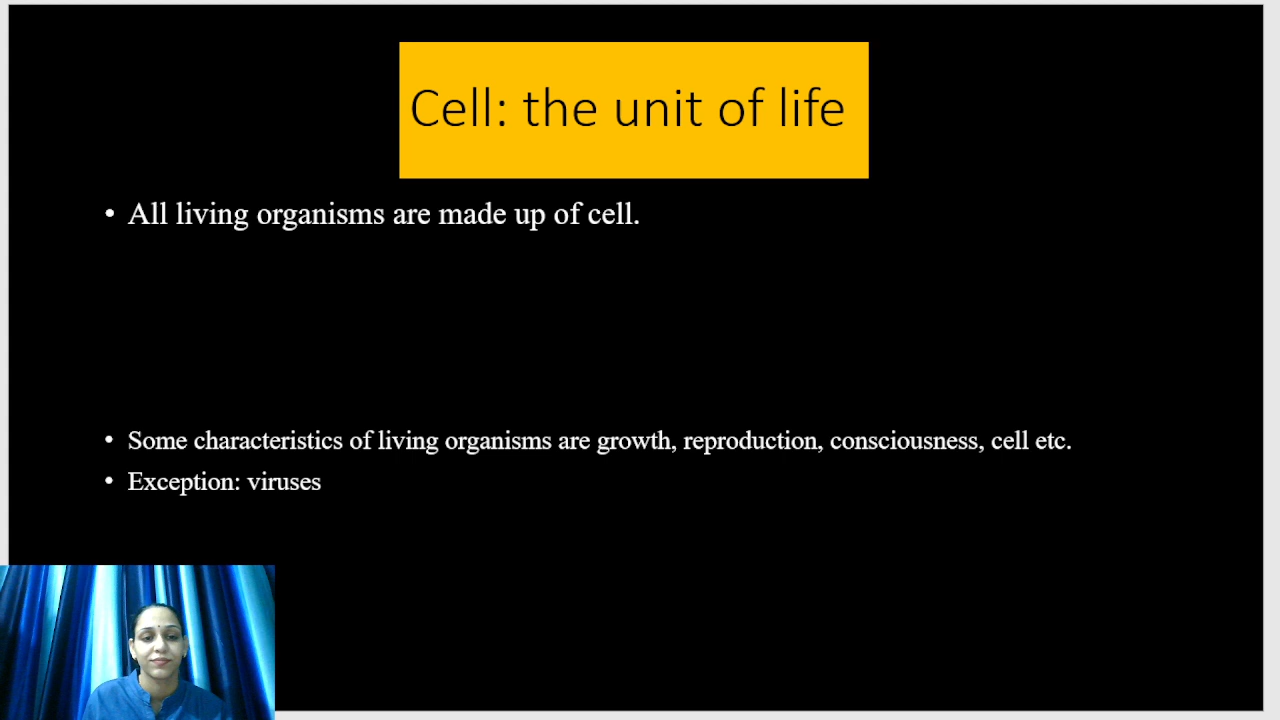 Cell: the unit of life
• All living organisms are made up of cell.
• Some characteristics of living organisms are growth, reproduction, consciousness, cell etc.
• Exception: viruses